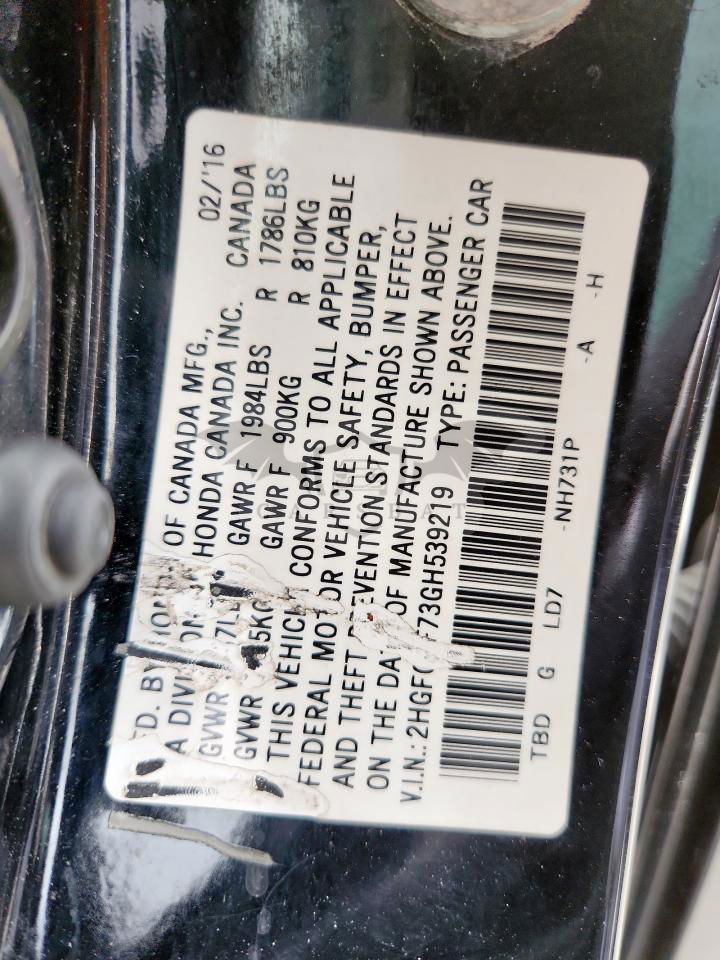 BY OF CANADA MFG., 02/'16
A HONDA CANADA INC. CANADA
GVWR GAWR F 1984LBS R 1786LBS
GVWR GAWR F 900KG R 810KG
THIS VEHICLE CONFORMS TO ALL APPLICABLE
FEDERAL MOTOR VEHICLE SAFETY, BUMPER,
AND THEFT PREVENTION STANDARDS IN EFFECT
ON THE DATE OF MANUFACTURE SHOWN ABOVE.
V.I.N.: TYPE: PASSENGER CAR
TBD G LD7 -NH731P -A -H